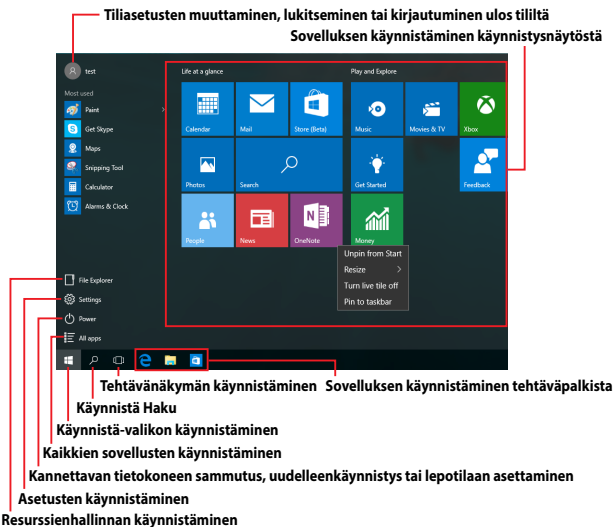 Tiliasetusten muuttaminen, lukitseminen tai kirjautuminen ulos tililtä
Sovelluksen käynnistäminen käynnistysnäytöstä
test
Life at a glance
Play and Explore
Most used
Paint
Get Skype
Maps
Snipping Tool
Calculator
Alarms & Clock
Calendar
Mail
Store (Beta)
Music
Movies & TV
Xbox
Photos
Search
Get Started
Feedback
People
News
OneNote
Money
Unpin from Start
Resize
Turn live tile off
Pin to taskbar
File Explorer
Settings
Power
All apps
Tehtävänäkymän käynnistäminen
Sovelluksen käynnistäminen tehtäväpalkista
Käynnistä Haku
Käynnistä-valikon käynnistäminen
Kaikkien sovellusten käynnistäminen
Kannettavan tietokoneen sammutus, uudelleenkäynnistys tai lepotilaan asettaminen
Asetusten käynnistäminen
Resurssienhallinnan käynnistäminen